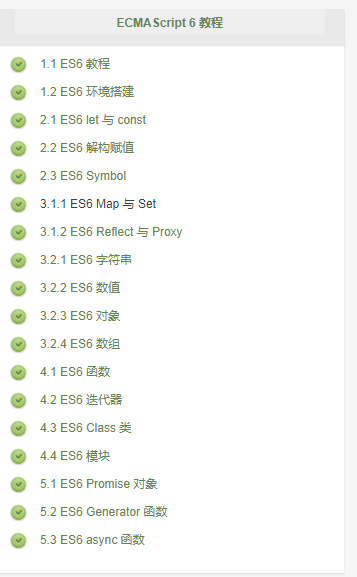 ECMAScript 6 教程
1.1 ES6 教程
1.2 ES6 环境搭建
2.1 ES6 let 与 const
2.2 ES6 解构赋值
2.3 ES6 Symbol
3.1.1 ES6 Map 与 Set
3.1.2 ES6 Reflect 与 Proxy
3.2.1 ES6 字符串
3.2.2 ES6 数值
3.2.3 ES6 对象
3.2.4 ES6 数组
4.1 ES6 函数
4.2 ES6 迭代器
4.3 ES6 Class 类
4.4 ES6 模块
5.1 ES6 Promise 对象
5.2 ES6 Generator 函数
5.3 ES6 async 函数